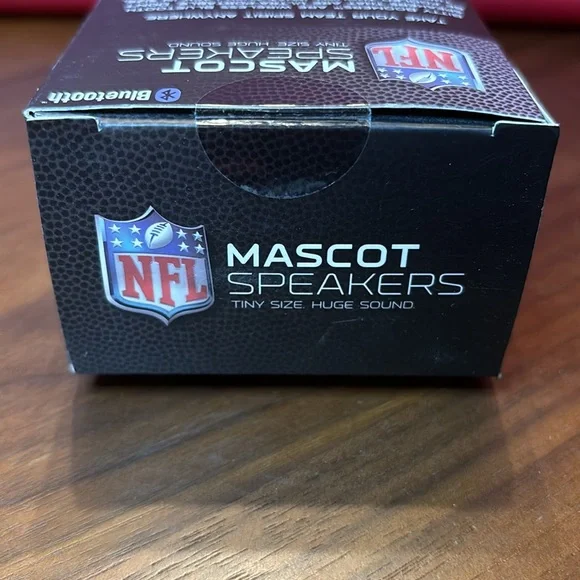 TAKE YOUR TEAM SPIRIT ANYWHERE
MASCOT
SPEAKERS
TINY SIZE. HUGE SOUND.
NFL
Bluetooth
NFL
MASCOT
SPEAKERS
TINY SIZE. HUGE SOUND.